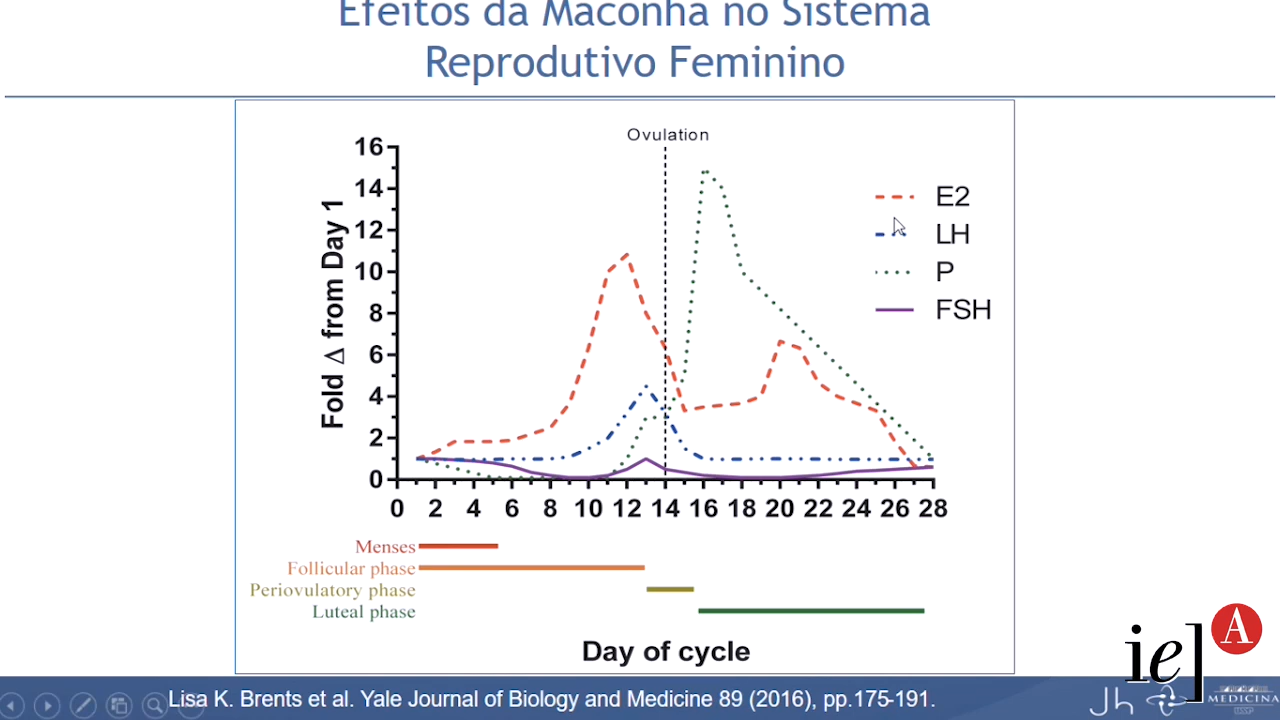 Efeitos da Maconha no Sistema
Reprodutivo Feminino
Ovulation
16
14
12
10
8
6
4
2
0
Fold Δ from Day 1
E2
LH
P
FSH
0 2 4 6 8 10 12 14 16 18 20 22 24 26 28
Menses
Follicular phase
Periovulatory phase
Luteal phase
Day of cycle
iea] A
Lisa K. Brents et al. Yale Journal of Biology and Medicine 89 (2016), pp.175-191.
Jh
MEDICINA